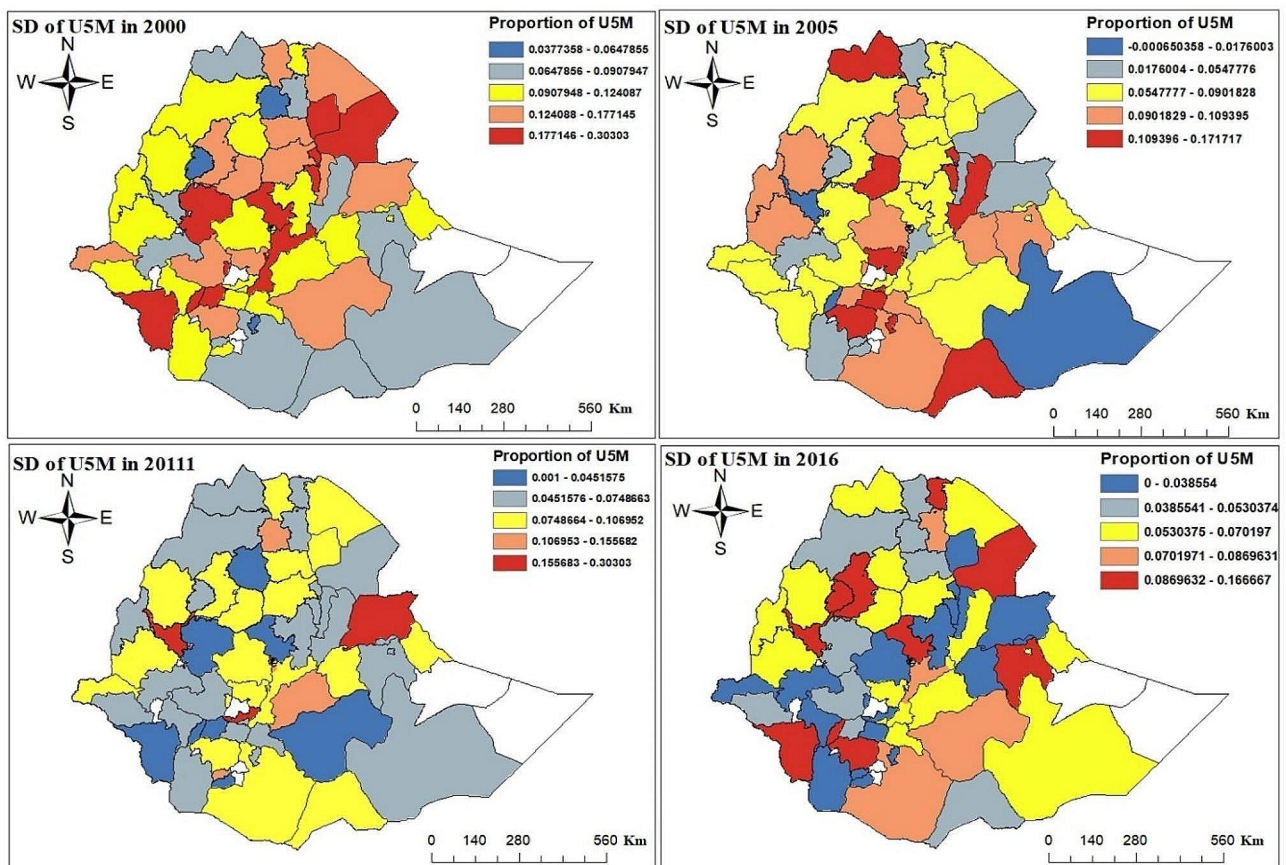 SD of U5M in 2000
N
W E
S
Proportion of U5M
0.0377358 - 0.0647855
0.0647856 - 0.0907947
0.0907948 - 0.124087
0.124088 - 0.177145
0.177146 - 0.30303
0 140 280 560 Km
SD of U5M in 2005
N
W E
S
Proportion of U5M
-0.000650358 - 0.0176003
0.0176004 - 0.0547776
0.0547777 - 0.0901828
0.0901829 - 0.109395
0.109396 - 0.171717
0 140 280 560 Km
SD of U5M in 20111
N
W E
S
Proportion of U5M
0.001 - 0.0451575
0.0451576 - 0.0748663
0.0748664 - 0.106952
0.106953 - 0.155682
0.155683 - 0.30303
0 140 280 560 Km
SD of U5M in 2016
N
W E
S
Proportion of U5M
0 - 0.038554
0.0385541 - 0.0530374
0.0530375 - 0.070197
0.0701971 - 0.0869631
0.0869632 - 0.166667
0 140 280 560 Km